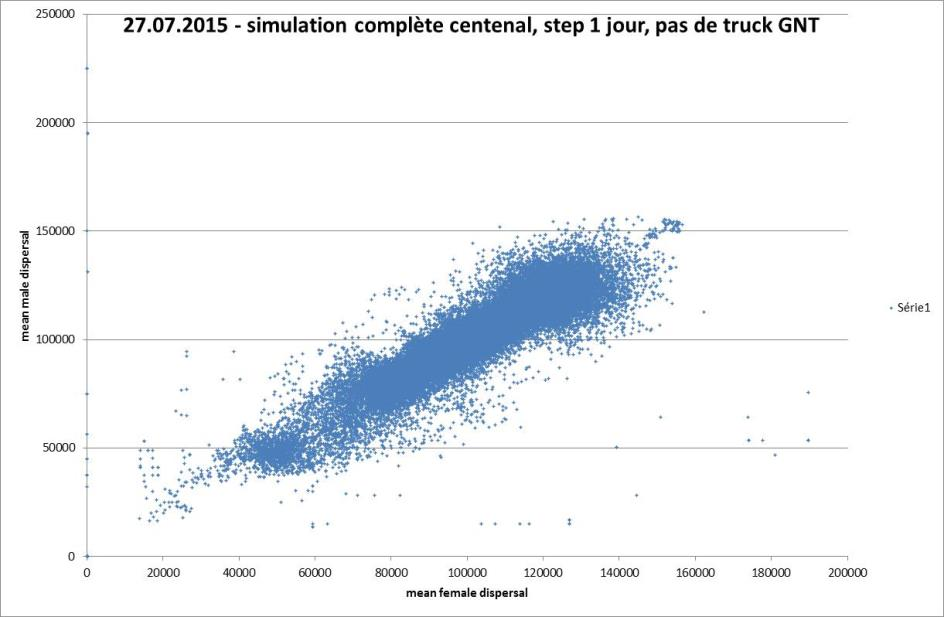 27.07.2015 - simulation complète centenal, step 1 jour, pas de truck GNT
250000
200000
150000
100000
50000
0
mean male dispersal
0 20000 40000 60000 80000 100000 120000 140000 160000 180000 200000
mean female dispersal
Série1